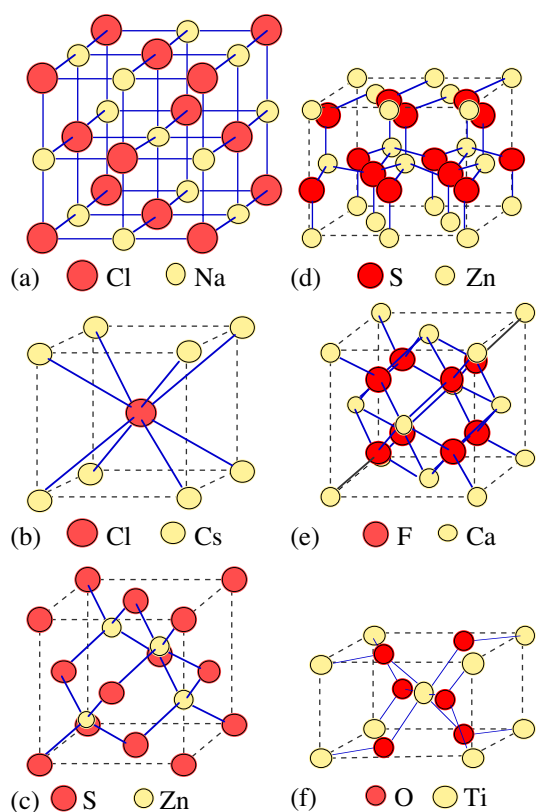 (a) Cl Na
(d) S Zn
(b) Cl Cs
(e) F Ca
(c) S Zn
(f) O Ti